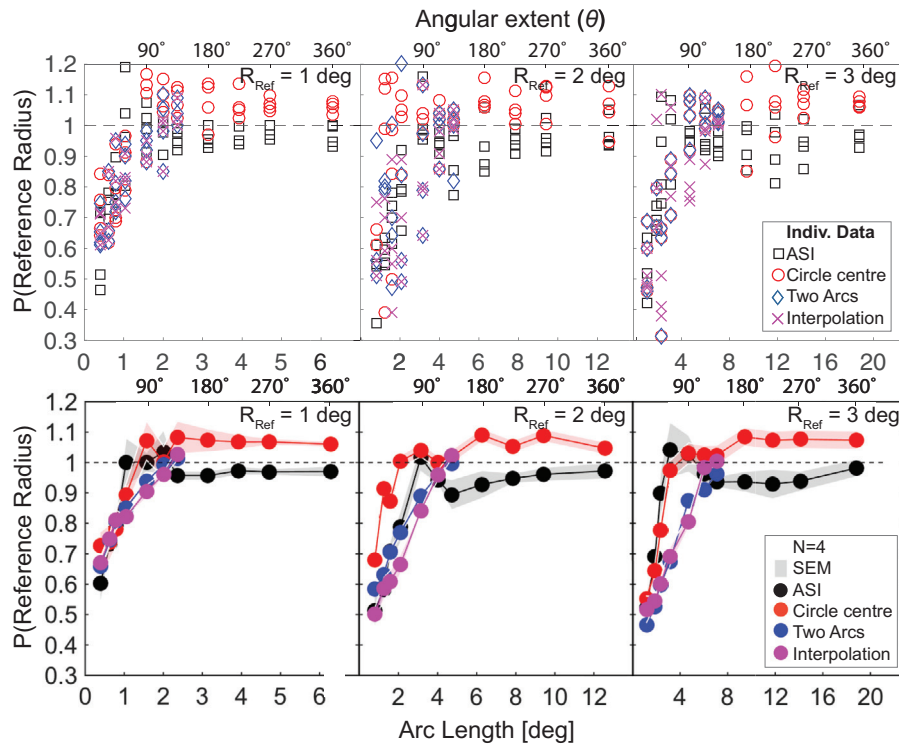 Angular extent (θ)
90° 180° 270° 360° 90° 180° 270° 360° 90° 180° 270° 360°
R_Ref = 1 deg R_Ref = 2 deg R_Ref = 3 deg
P(Reference Radius)
1.2
1.1
1
0.9
0.8
0.7
0.6
0.5
0.4
0.3
Indiv. Data
ASI
Circle centre
Two Arcs
Interpolation
0 1 2 3 4 5 6 2 4 6 8 10 12 4 8 12 16 20
90° 180° 270° 360° 90° 180° 270° 360° 90° 180° 270° 360°
R_Ref = 1 deg R_Ref = 2 deg R_Ref = 3 deg
P(Reference Radius)
1.2
1.1
1
0.9
0.8
0.7
0.6
0.5
0.4
0.3
N=4
SEM
ASI
Circle centre
Two Arcs
Interpolation
0 1 2 3 4 5 6 2 4 6 8 10 12 4 8 12 16 20
Arc Length [deg]